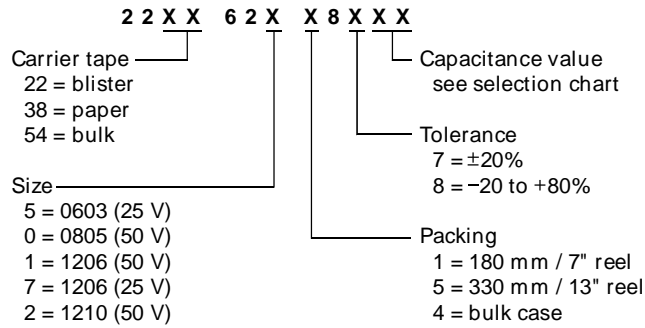 2 2 X X 6 2 X X 8 X X X
Carrier tape
22 = blister
38 = paper
54 = bulk
Size
5 = 0603 (25 V)
0 = 0805 (50 V)
1 = 1206 (50 V)
7 = 1206 (25 V)
2 = 1210 (50 V)
Capacitance value
see selection chart
Tolerance
7 = ±20%
8 = −20 to +80%
Packing
1 = 180 mm / 7" reel
5 = 330 mm / 13" reel
4 = bulk case